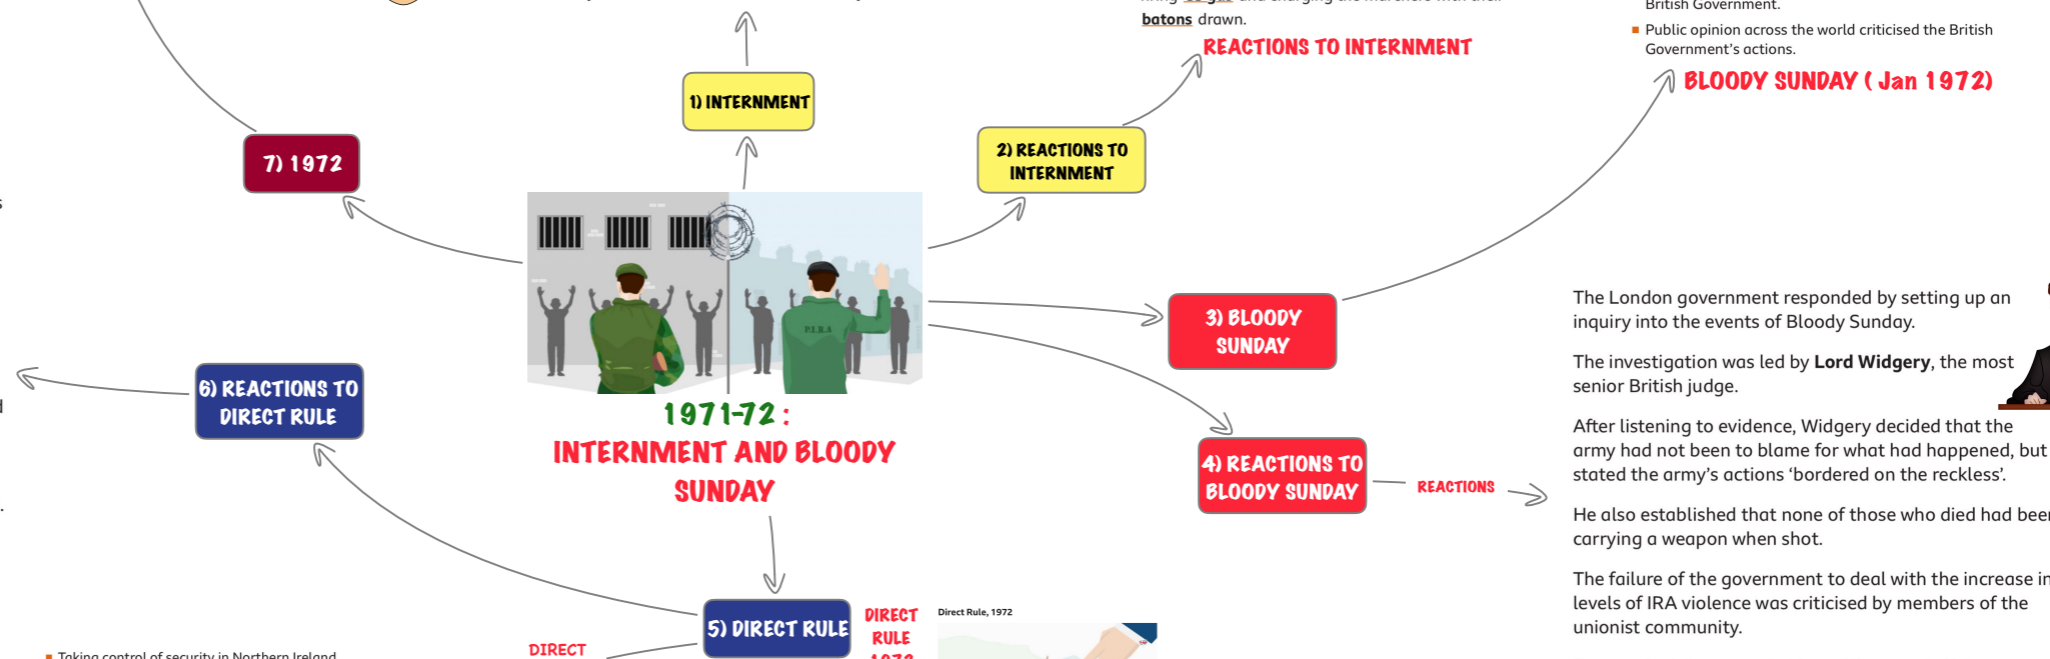 batons drawn.
REACTIONS TO INTERNMENT
British Government.
Public opinion across the world criticised the British
Government's actions.
BLOODY SUNDAY ( Jan 1972)
1) INTERNMENT
2) REACTIONS TO
INTERNMENT
7) 1972
P.I.R.A
3) BLOODY
SUNDAY
The London government responded by setting up an
inquiry into the events of Bloody Sunday.
The investigation was led by Lord Widgery, the most
senior British judge.
After listening to evidence, Widgery decided that the
army had not been to blame for what had happened, but
stated the army's actions 'bordered on the reckless'.
He also established that none of those who died had been
carrying a weapon when shot.
The failure of the government to deal with the increase in
levels of IRA violence was criticised by members of the
unionist community.
6) REACTIONS TO
DIRECT RULE
1971-72 :
INTERNMENT AND BLOODY
SUNDAY
4) REACTIONS TO
BLOODY SUNDAY
REACTIONS
5) DIRECT RULE
DIRECT
RULE
1972
Direct Rule, 1972
DIRECT
Taking control of security in Northern Ireland